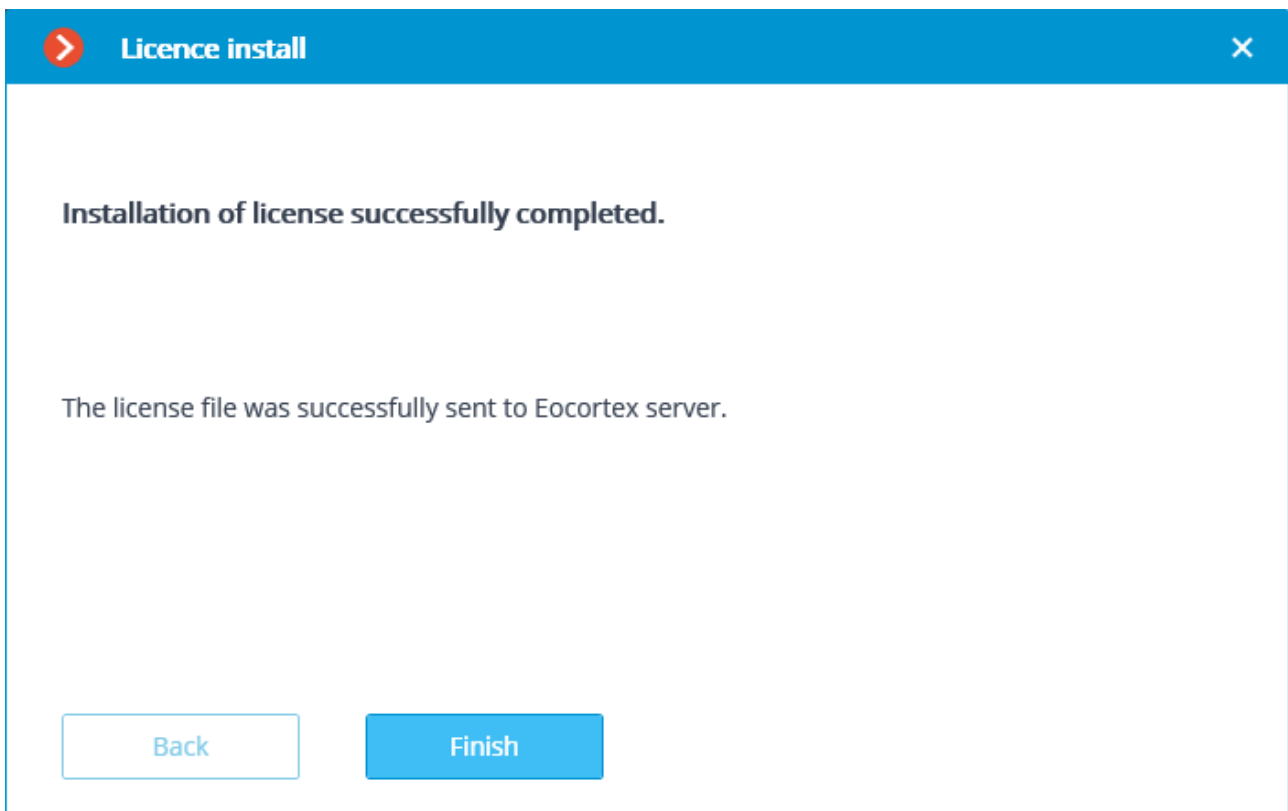 Licence install
Installation of license successfully completed.
The license file was successfully sent to Eocortex server.
Back
Finish